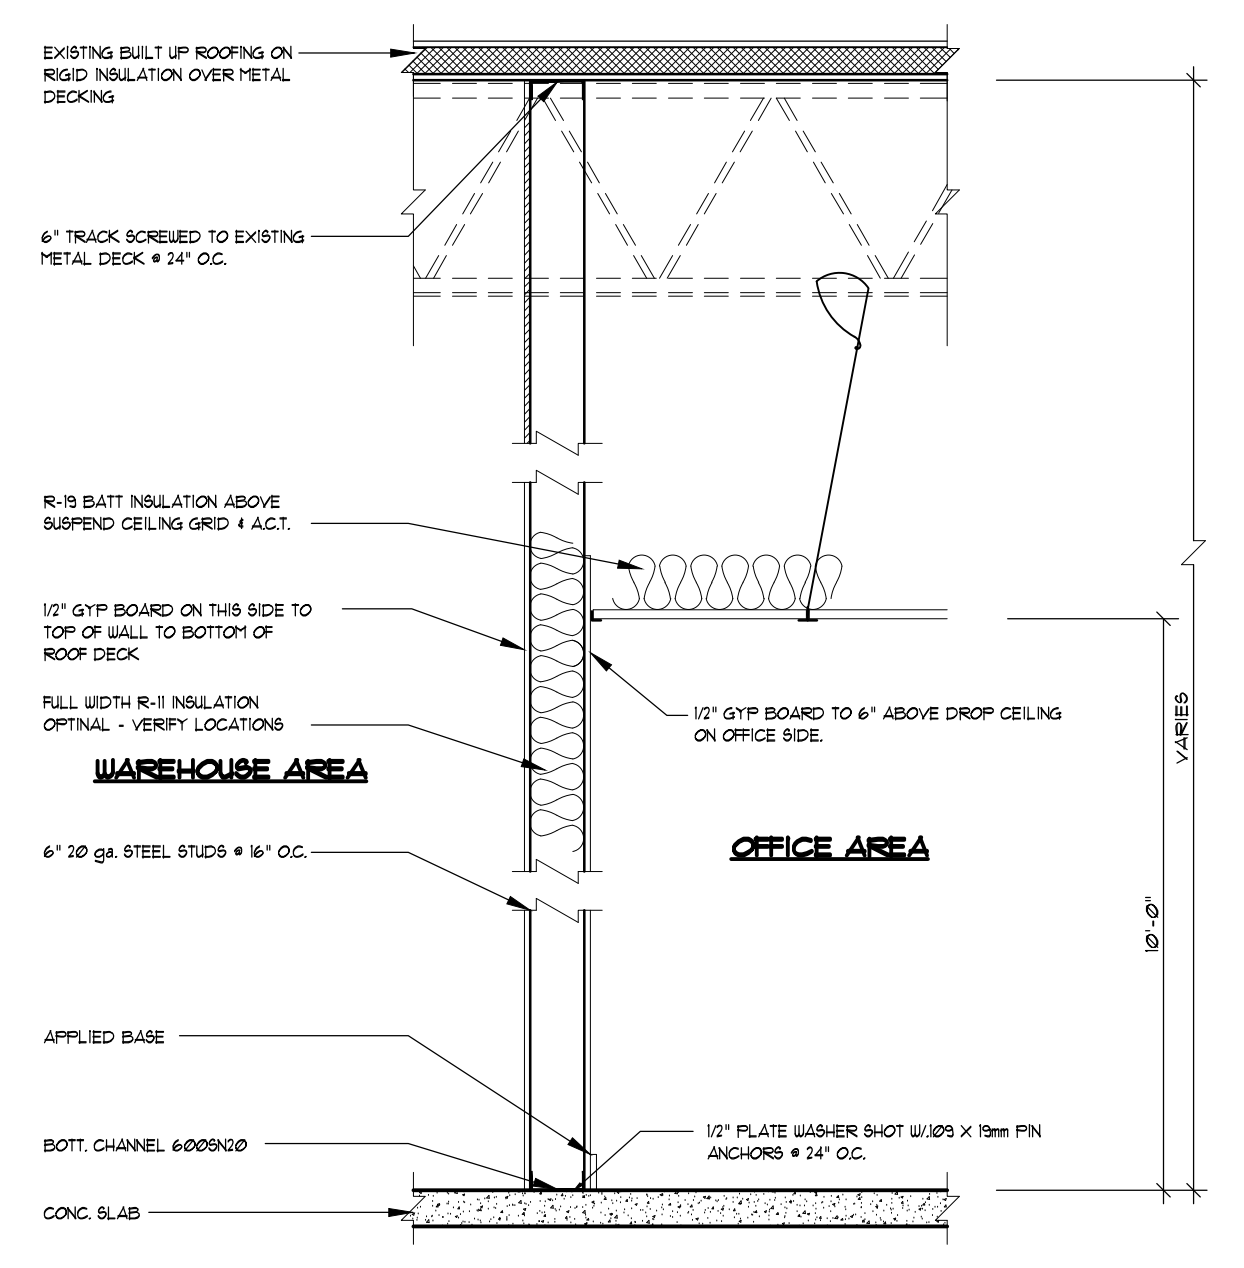 EXISTING BUILT UP ROOFING ON
RIGID INSULATION OVER METAL
DECKING
6" TRACK SCREWED TO EXISTING
METAL DECK @ 24" O.C.
R-19 BATT INSULATION ABOVE
SUSPEND CEILING GRID & A.C.T.
1/2" GYP BOARD ON THIS SIDE TO
TOP OF WALL TO BOTTOM OF
ROOF DECK
FULL WIDTH R-11 INSULATION
OPTINAL - VERIFY LOCATIONS
WAREHOUSE AREA
1/2" GYP BOARD TO 6" ABOVE DROP CEILING
ON OFFICE SIDE.
VARIES
OFFICE AREA
6" 20 ga. STEEL STUDS @ 16" O.C.
10'-0"
APPLIED BASE
BOTT. CHANNEL 600SN20
1/2" PLATE WASHER SHOT W/.109 X 19mm PIN
ANCHORS @ 24" O.C.
CONC. SLAB